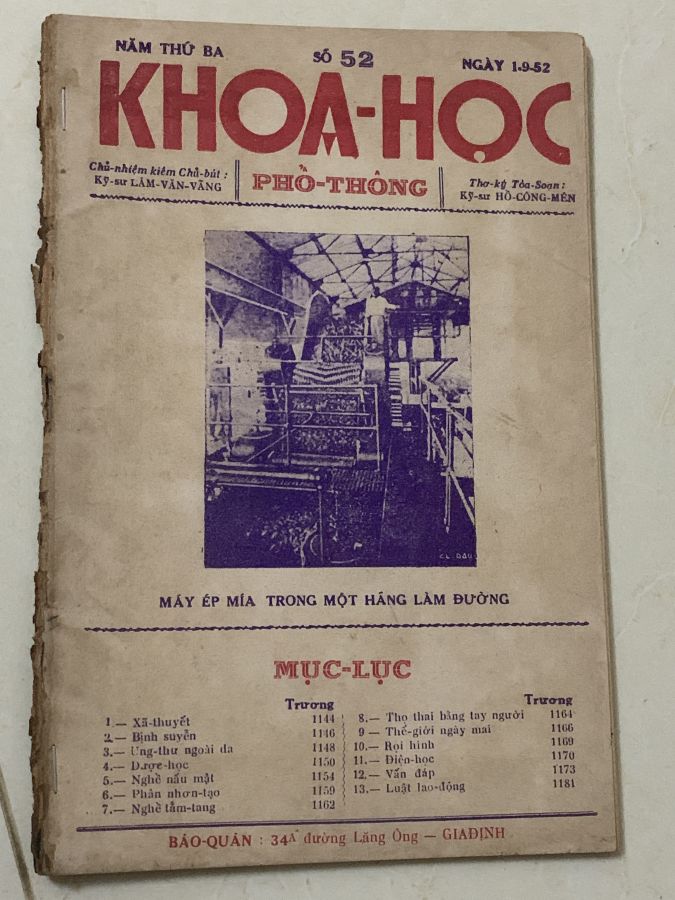 NĂM THỨ BA
SỐ 52
NGÀY 1-9-52
KHOA-HỌC
Chủ-nhiệm kiêm Chủ-bút :
Kỹ-sư LÂM-VĂN-VÃNG
PHỔ-THÔNG
Thơ-ký Tòa-Soạn :
Kỹ-sư HỒ-CÔNG-MÊN
MÁY ÉP MÍA TRONG MỘT HÃNG LÀM ĐƯỜNG
MỤC-LỤC
Trương
1.— Xã-thuyết 1144
2.— Bịnh suyễn 1146
3.— Ung-thư ngoài da 1148
4.— Dược-học 1150
5.— Nghề nấu mật 1154
6.— Phân nhơn-tạo 1159
7.— Nghề tằm-tang 1162
Trương
8.— Thọ thai bằng tay người 1164
9 — Thế-giới ngày mai 1166
10.— Rọi hình 1169
11.— Điện-học 1170
12.— Vấn đáp 1173
13.— Luật lao-động 1181
BÁO-QUÁN : 34A đường Lăng Ông — GIAĐỊNH